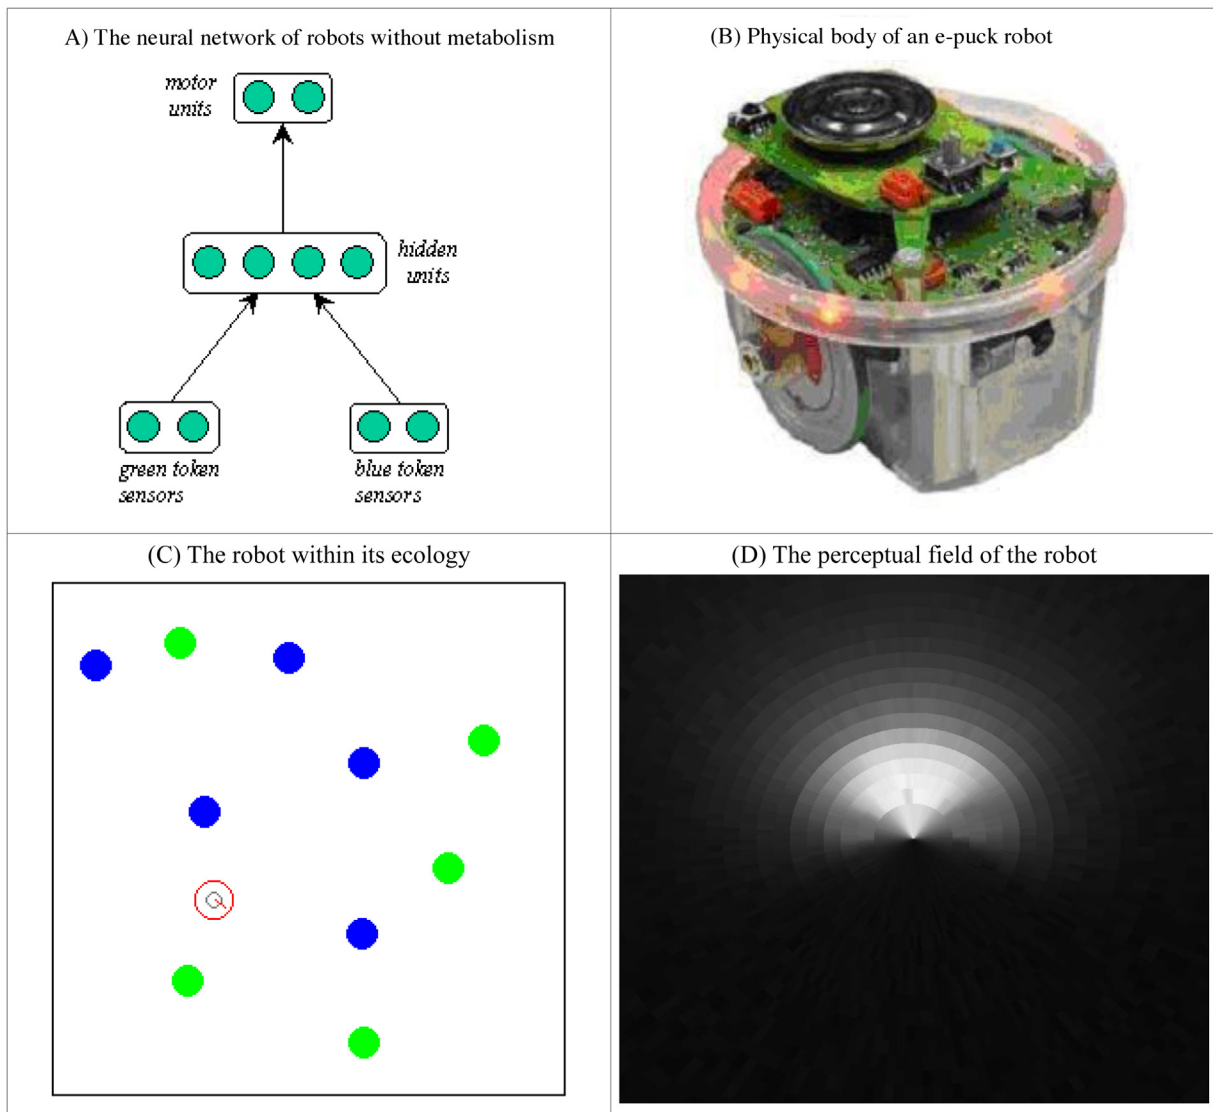 A) The neural network of robots without metabolism
motor
units
hidden
units
green token
sensors
blue token
sensors
(B) Physical body of an e-puck robot
(C) The robot within its ecology
(D) The perceptual field of the robot